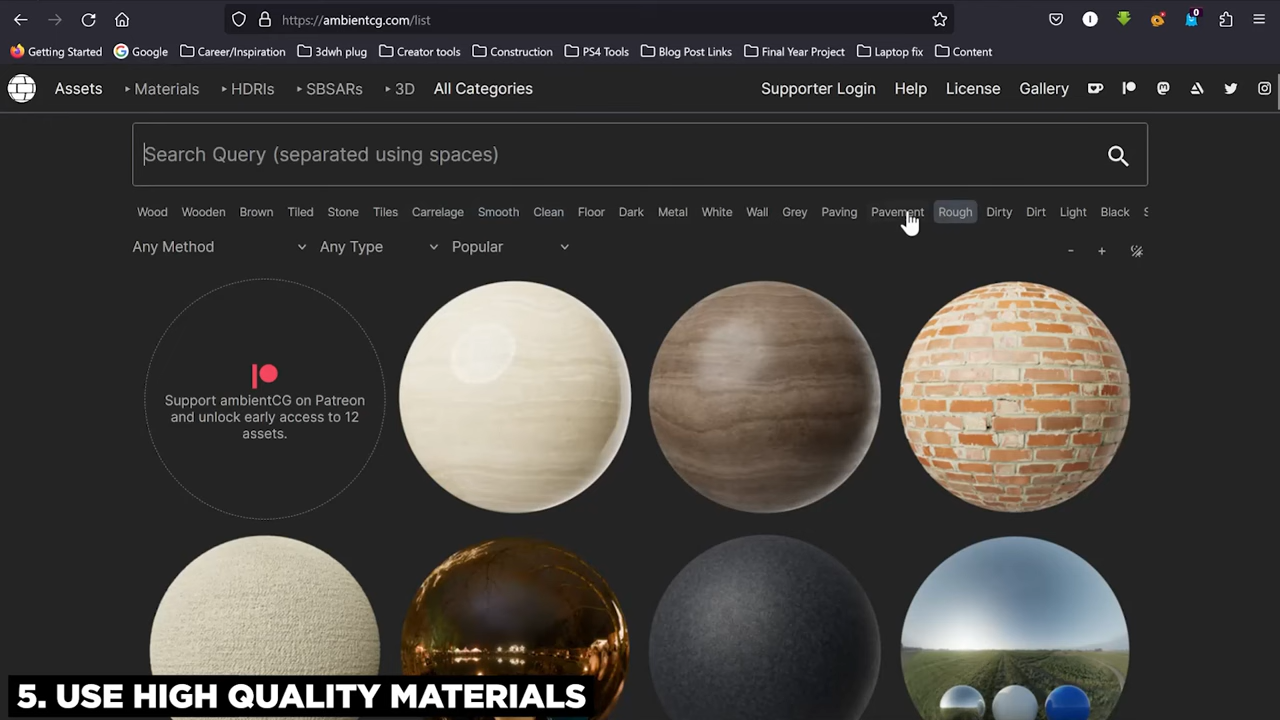 https://ambientcg.com/list
0
Getting Started
Google
Career/Inspiration
3dwh plug
Creator tools
Construction
PS4 Tools
Blog Post Links
Final Year Project
Laptop fix
Content
Assets
Materials
HDRIs
SBSARs
3D
All Categories
Supporter Login
Help
License
Gallery
Search Query (separated using spaces)
Wood Wooden Brown Tiled Stone Tiles Carrelage Smooth Clean Floor Dark Metal White Wall Grey Paving Pavement Rough Dirty Dirt Light Black
Any Method
Any Type
Popular
- +
Support ambientCG on Patreon
and unlock early access to 12
assets.
5. USE HIGH QUALITY MATERIALS